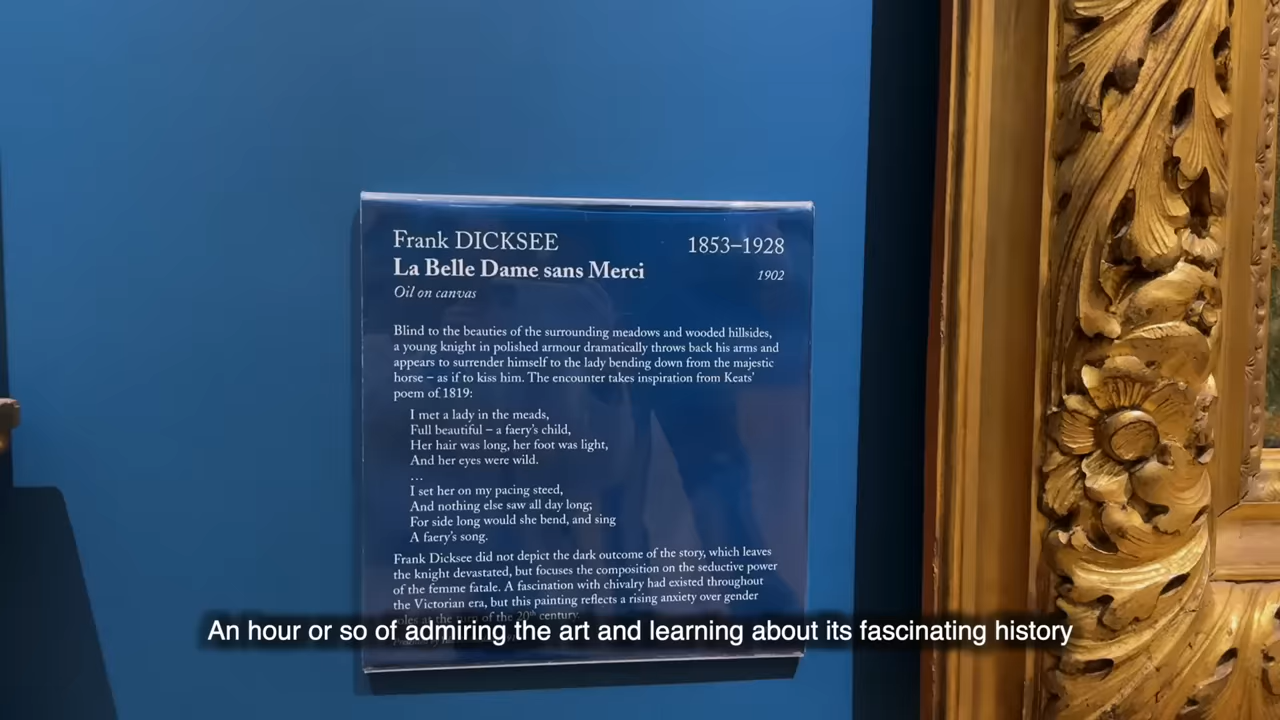 Frank DICKSEE 1853–1928
La Belle Dame sans Merci 1902
Oil on canvas
Blind to the beauties of the surrounding meadows and wooded hillsides,
a young knight in polished armour dramatically throws back his arms and
appears to surrender himself to the lady bending down from the majestic
horse – as if to kiss him. The encounter takes inspiration from Keats'
poem of 1819:
I met a lady in the meads,
Full beautiful – a faery's child,
Her hair was long, her foot was light,
And her eyes were wild.
…
I set her on my pacing steed,
And nothing else saw all day long;
For side long would she bend, and sing
A faery's song.
Frank Dicksee did not depict the dark outcome of the story, which leaves
the knight devastated, but focuses the composition on the seductive power
of the femme fatale. A fascination with chivalry had existed throughout
the Victorian era, but this painting reflects a rising anxiety over gender
of the 20th century
An hour or so of admiring the art and learning about its fascinating history